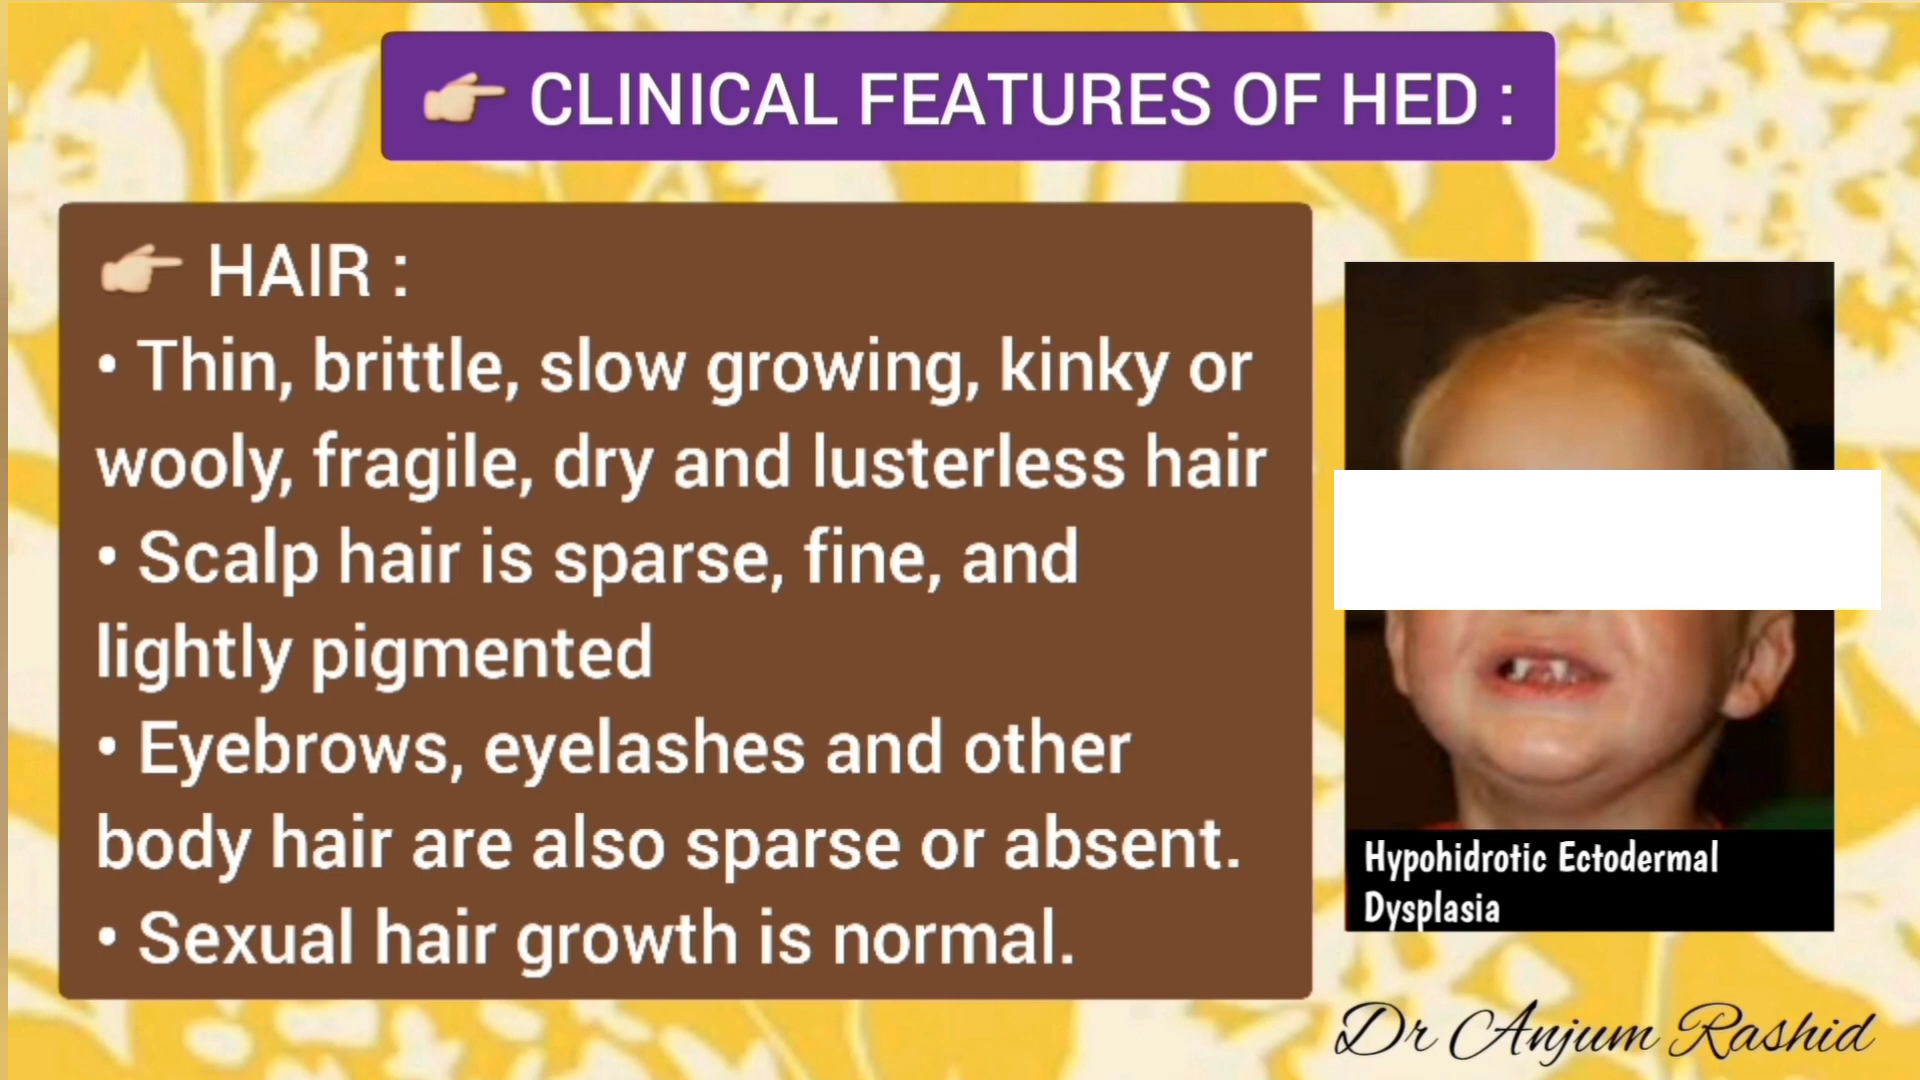 👉🏻 CLINICAL FEATURES OF HED :
👉🏻 HAIR :
• Thin, brittle, slow growing, kinky or
wooly, fragile, dry and lusterless hair
• Scalp hair is sparse, fine, and
lightly pigmented
• Eyebrows, eyelashes and other
body hair are also sparse or absent.
• Sexual hair growth is normal.
Hypohidrotic Ectodermal
Dysplasia
Dr Anjum Rashid